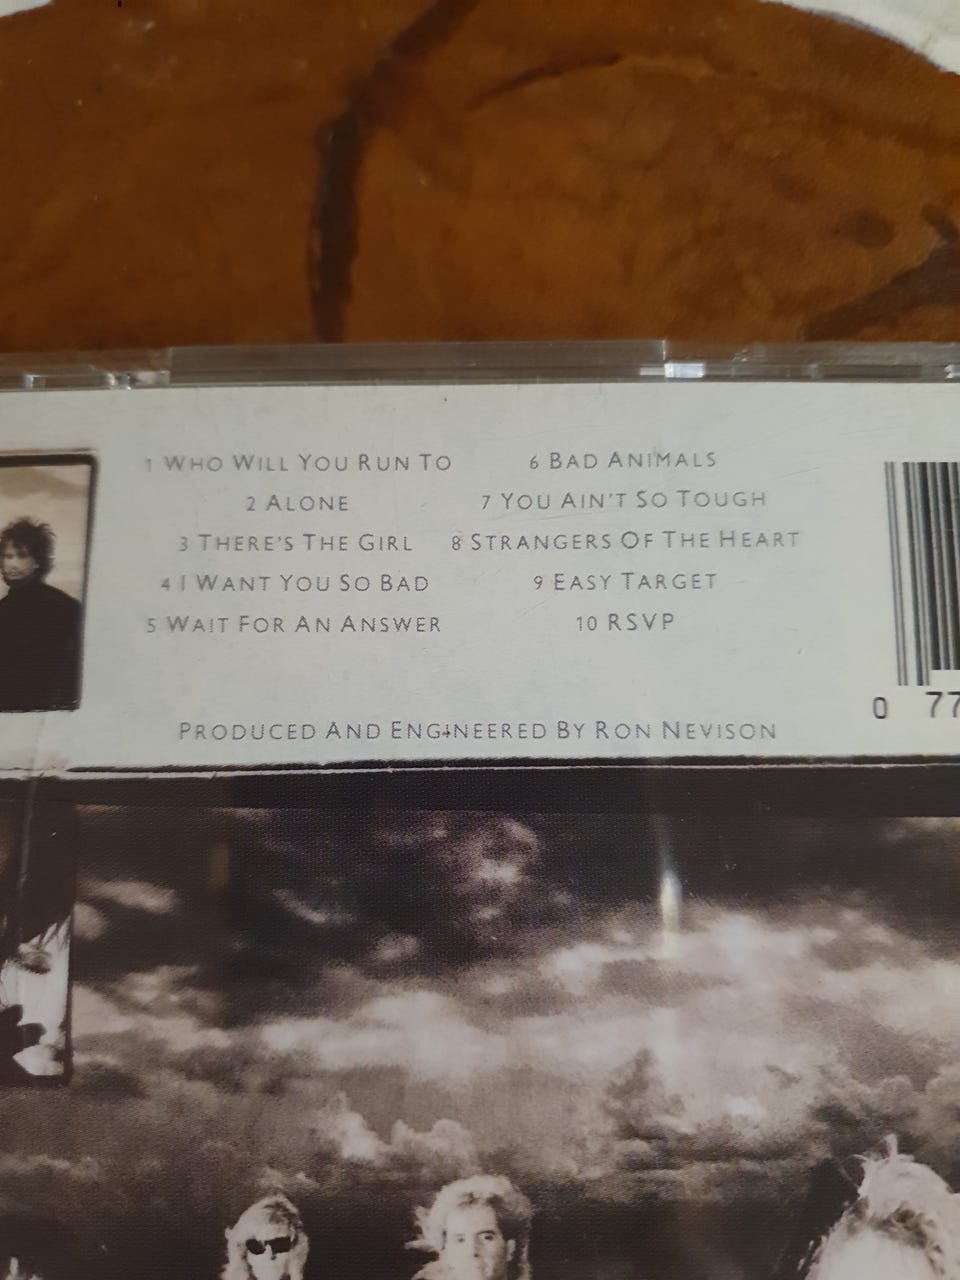 1 WHO WILL YOU RUN TO
2 ALONE
3 THERE'S THE GIRL
4 I WANT YOU SO BAD
5 WAIT FOR AN ANSWER
6 BAD ANIMALS
7 YOU AIN'T SO TOUGH
8 STRANGERS OF THE HEART
9 EASY TARGET
10 RSVP
PRODUCED AND ENGINEERED BY RON NEVISON
0 77